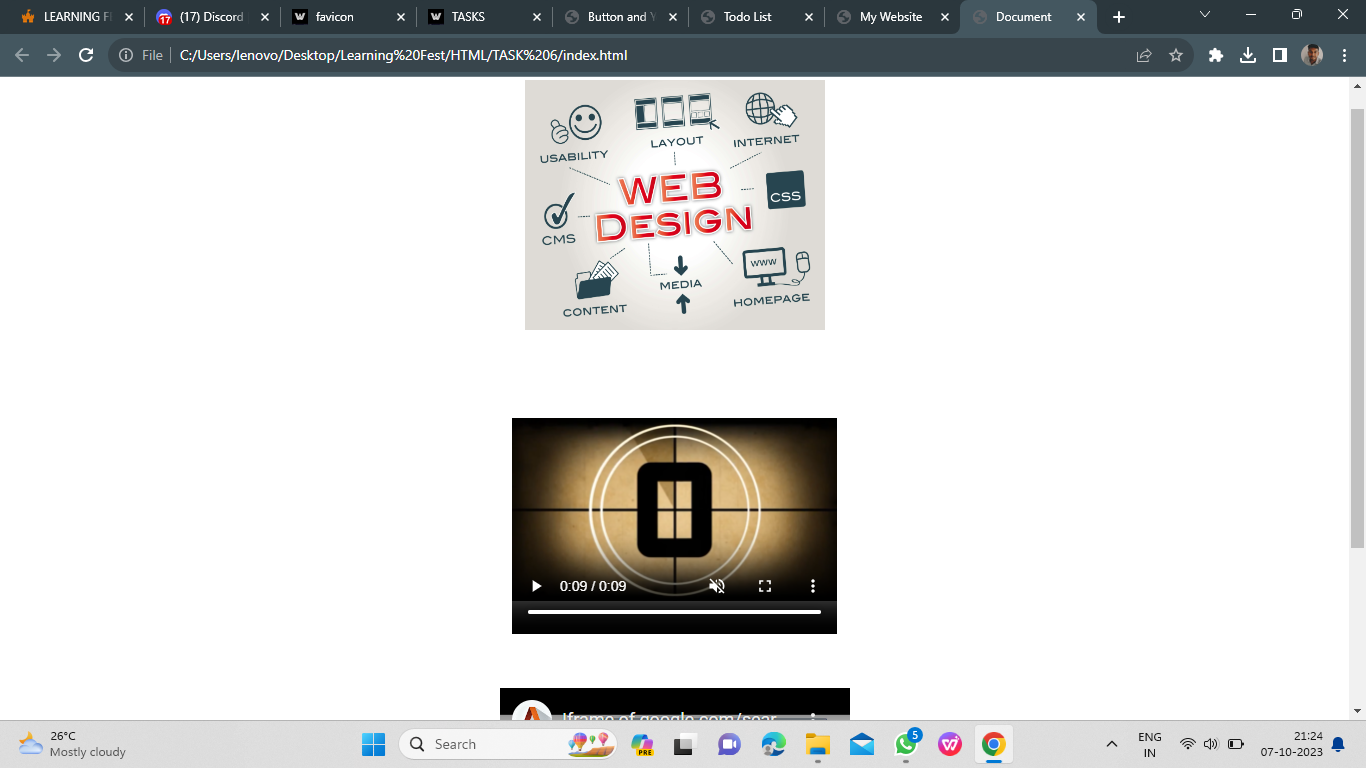 LEARNING F
(17) Discord
favicon
TASKS
Button and Y
Todo List
My Website
Document
File
C:/Users/lenovo/Desktop/Learning%20Fest/HTML/TASK%206/index.html
USABILITY
LAYOUT
INTERNET
WEB
DESIGN
CSS
CMS
CONTENT
MEDIA
WWW
HOMEPAGE
0
0:09 / 0:09
Iframe of google.com/sear
26°C
Mostly cloudy
Search
PRE
5
ENG
IN
21:24
07-10-2023